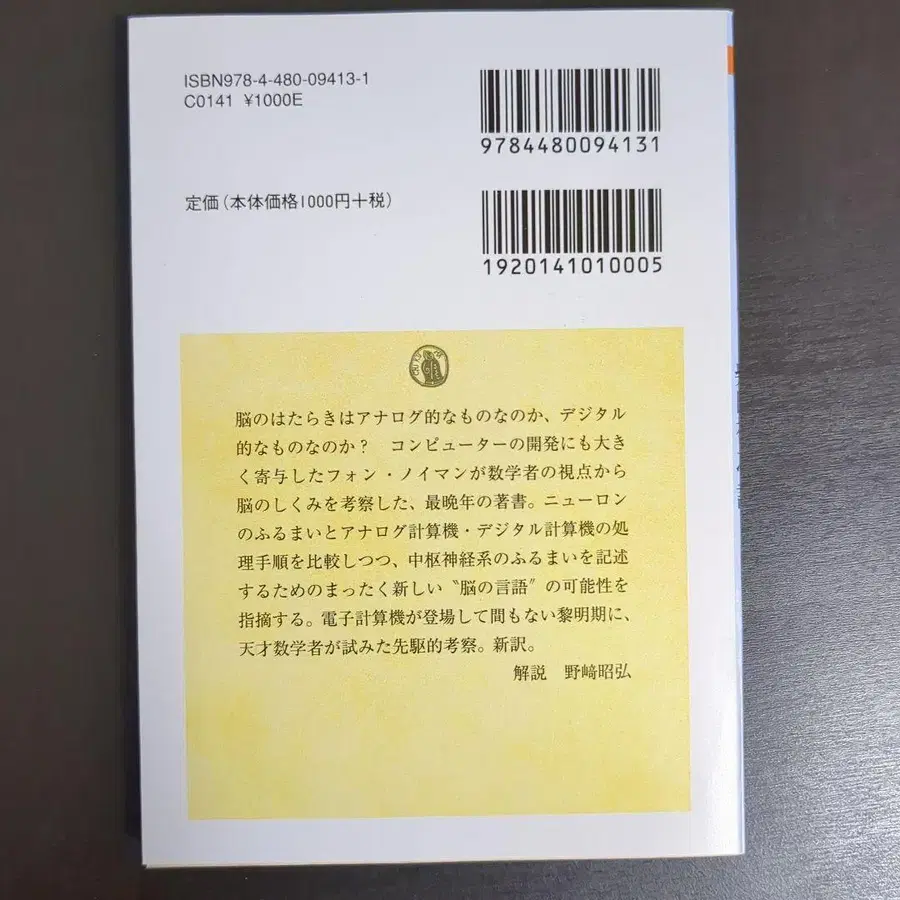 ISBN978-4-480-09413-1
C0141 ¥1000E
9784480094131
定価(本体価格1000円+税)
1920141010005
脳のはたらきはアナログ的なものなのか、デジタル
的なものなのか? コンピューターの開発にも大き
く寄与したフォン・ノイマンが数学者の視点から
脳のしくみを考察した、最晩年の著書。ニューロン
のふるまいとアナログ計算機・デジタル計算機の処
理手順を比較しつつ、中枢神経系のふるまいを記述
するためのまったく新しい〝脳の言語〟の可能性を
指摘する。電子計算機が登場して間もない黎明期に、
天才数学者が試みた先駆的考察。新訳。
解説 野﨑昭弘